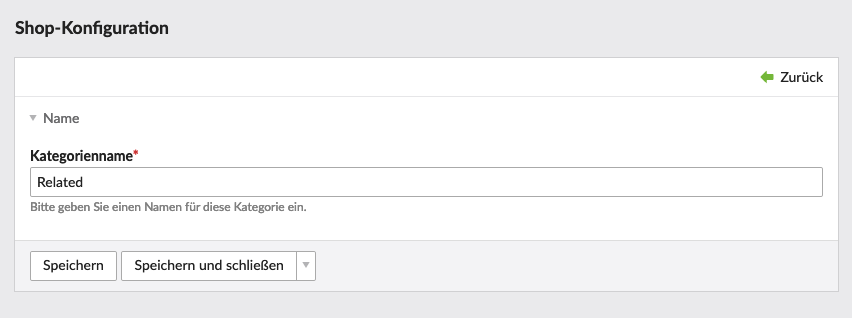 Shop-Konfiguration
Zurück
Name
Kategorienname*
Related
Bitte geben Sie einen Namen für diese Kategorie ein.
Speichern
Speichern und schließen